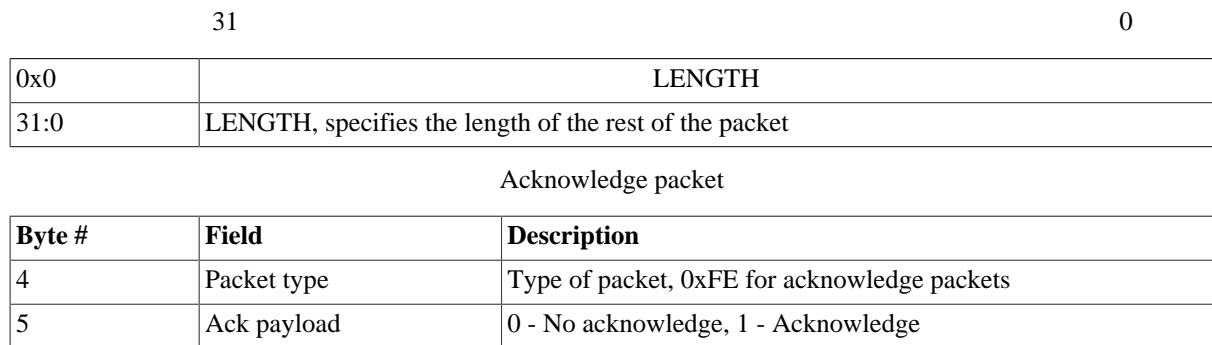 31 0
0x0 LENGTH
31:0 LENGTH, specifies the length of the rest of the packet
Acknowledge packet
Byte # Field Description
4 Packet type Type of packet, 0xFE for acknowledge packets
5 Ack payload 0 - No acknowledge, 1 - Acknowledge